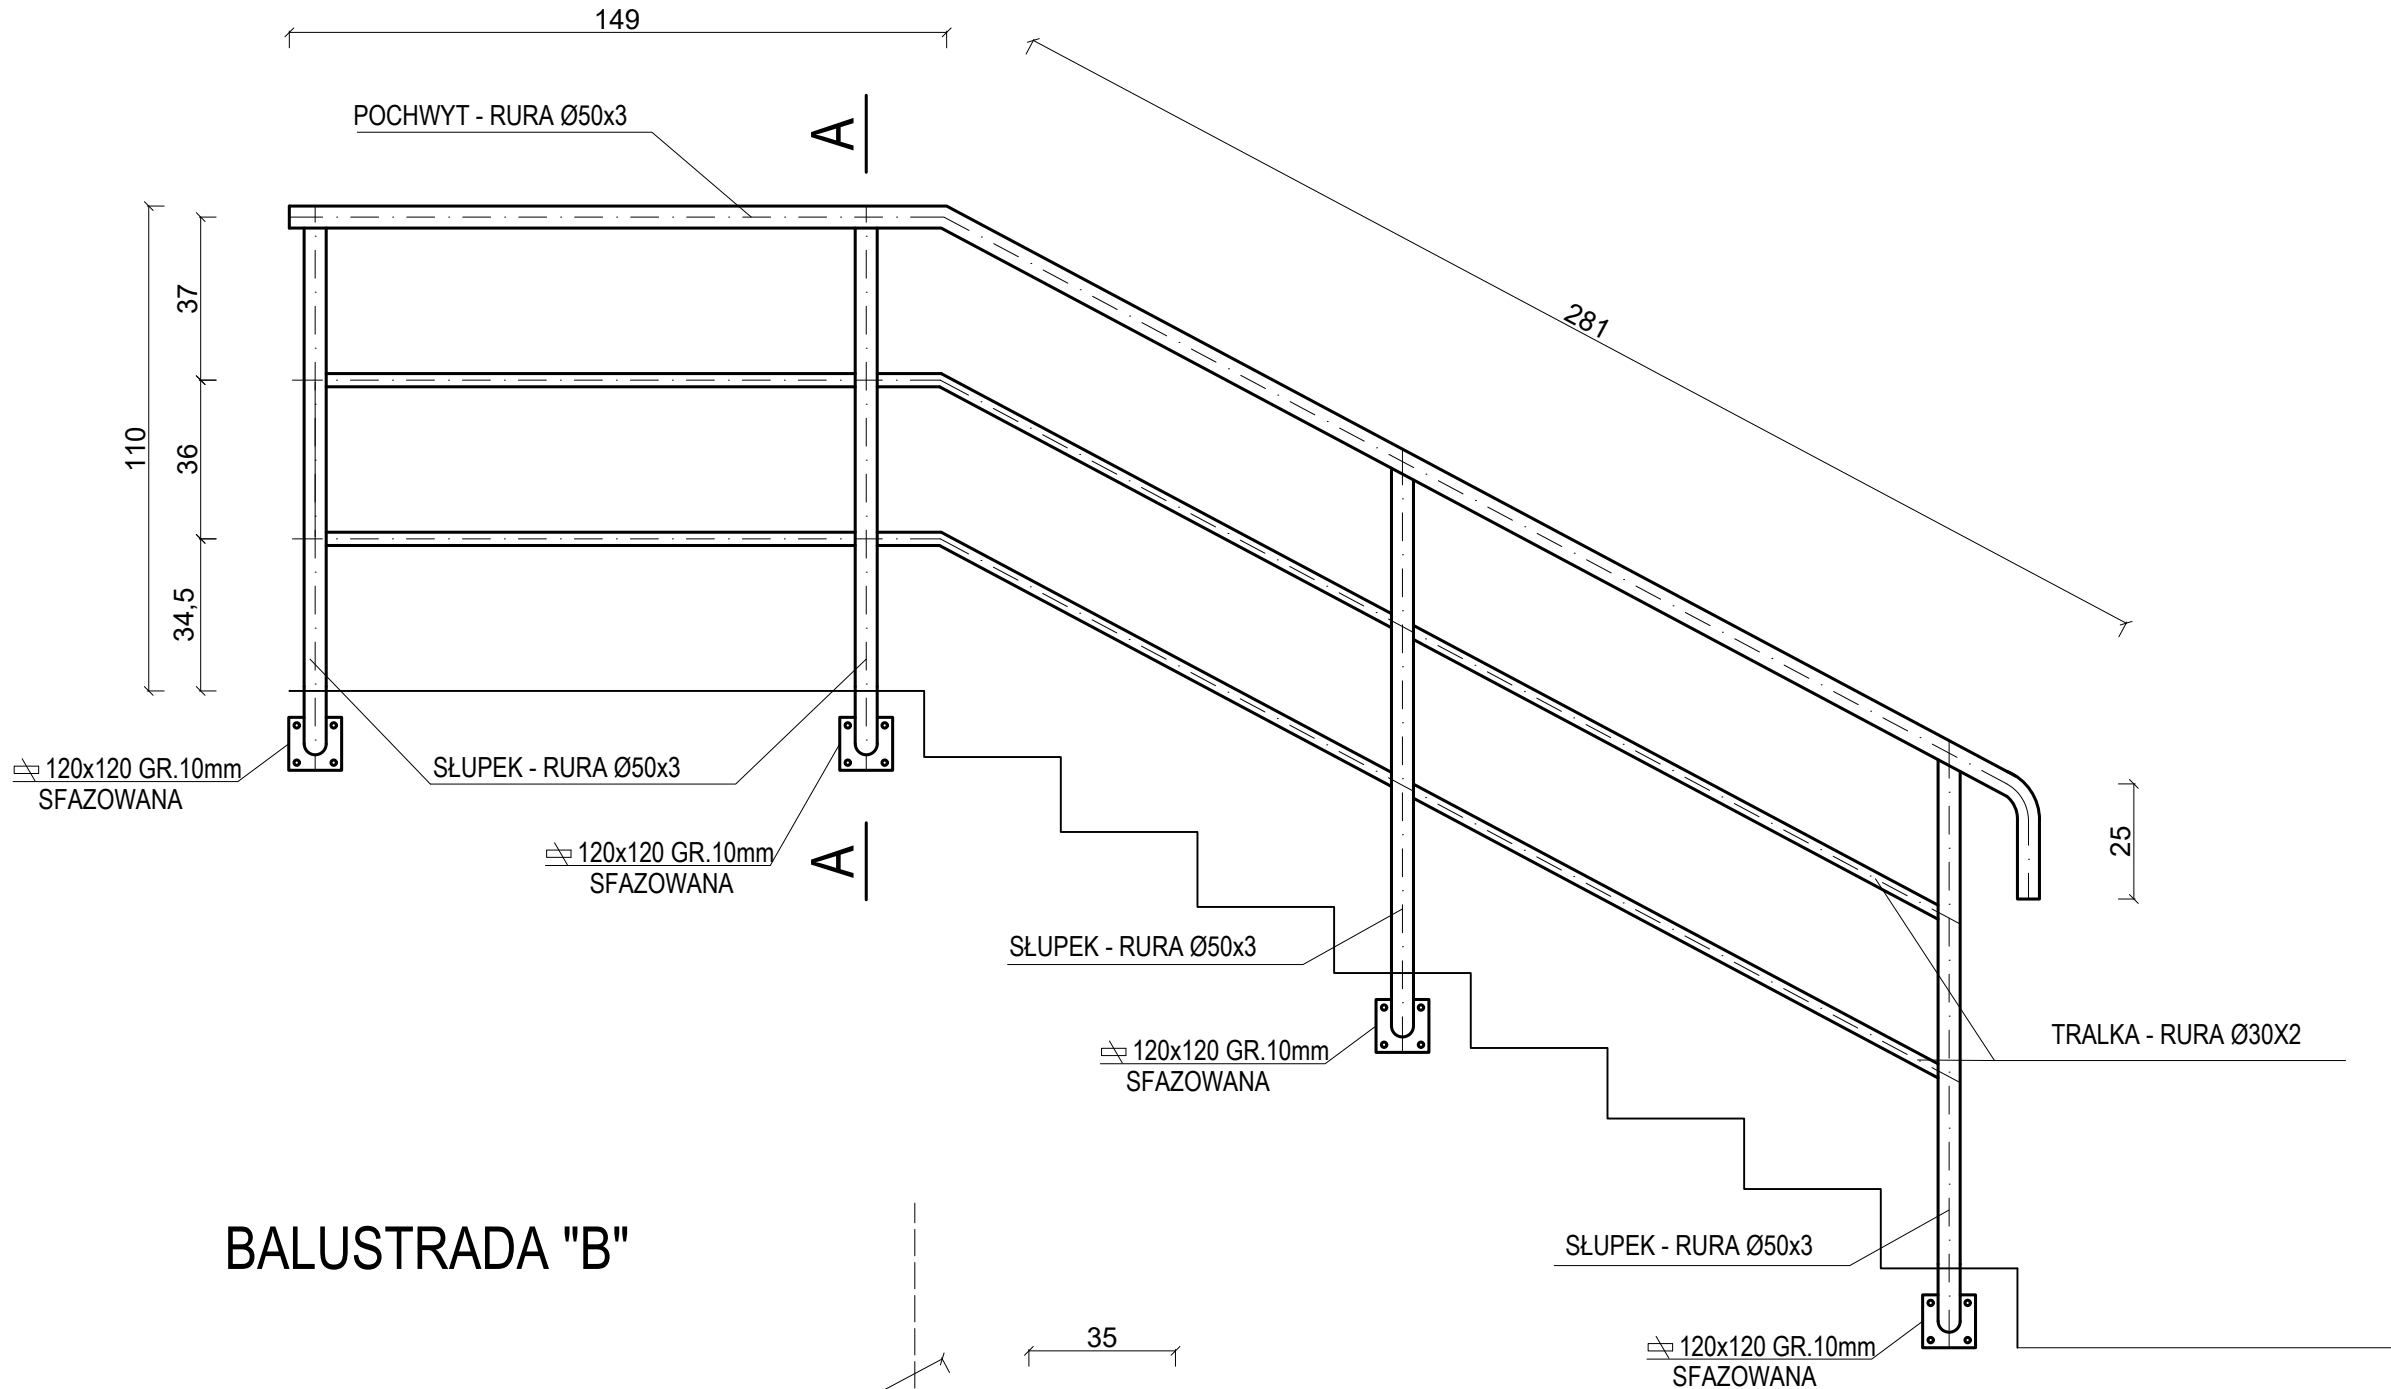 149
POCHWYT - RURA Ø50x3
A
281
37
110
36
34,5
120x120 GR.10mm
SFAZOWANA
SŁUPEK - RURA Ø50x3
120x120 GR.10mm
SFAZOWANA
A
25
SŁUPEK - RURA Ø50x3
TRALKA - RURA Ø30X2
120x120 GR.10mm
SFAZOWANA
BALUSTRADA "B"
SŁUPEK - RURA Ø50x3
35
120x120 GR.10mm
SFAZOWANA